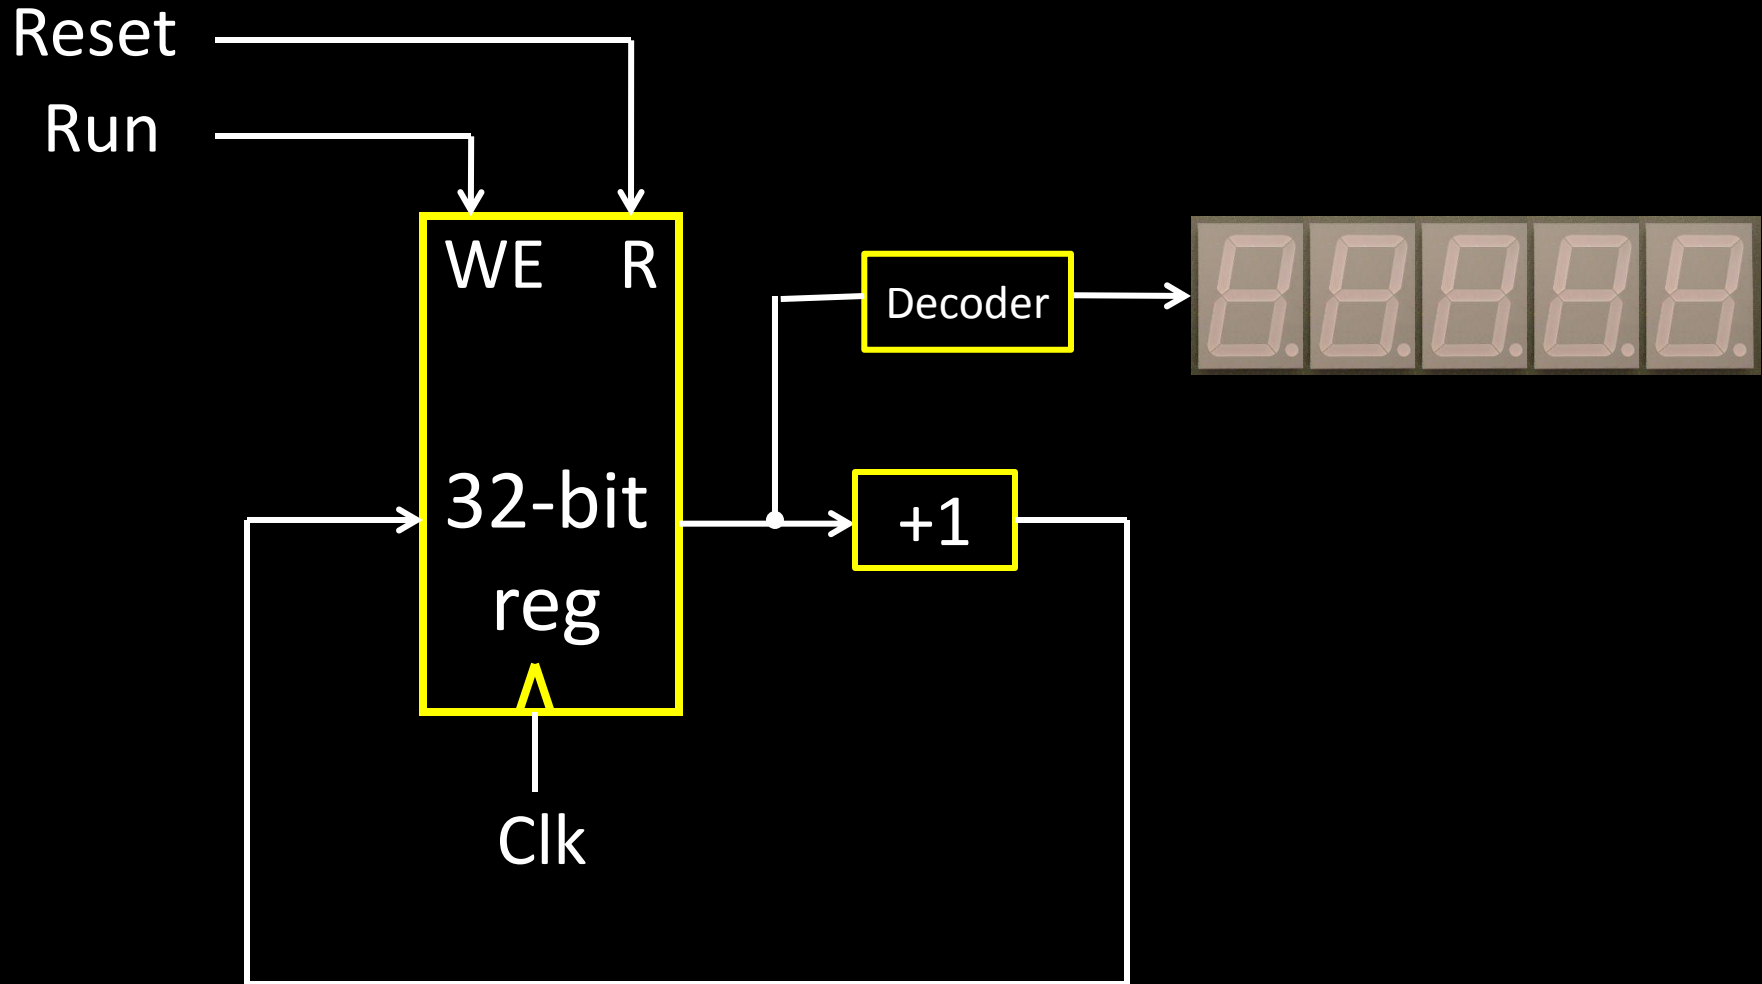 Reset
Run
WE R
Decoder
32-bit
reg
+1
Clk